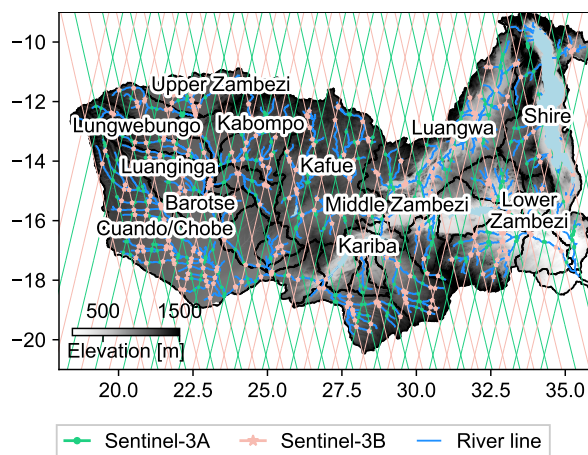 −10
−12
−14
−16
−18
−20
Upper Zambezi
Lungwebungo
Kabompo
Luangwa
Shire
Luanginga
Kafue
Barotse
Middle Zambezi
Lower
Zambezi
Cuando/Chobe
Kariba
500 1500
Elevation [m]
20.0 22.5 25.0 27.5 30.0 32.5 35.0
Sentinel-3A Sentinel-3B River line